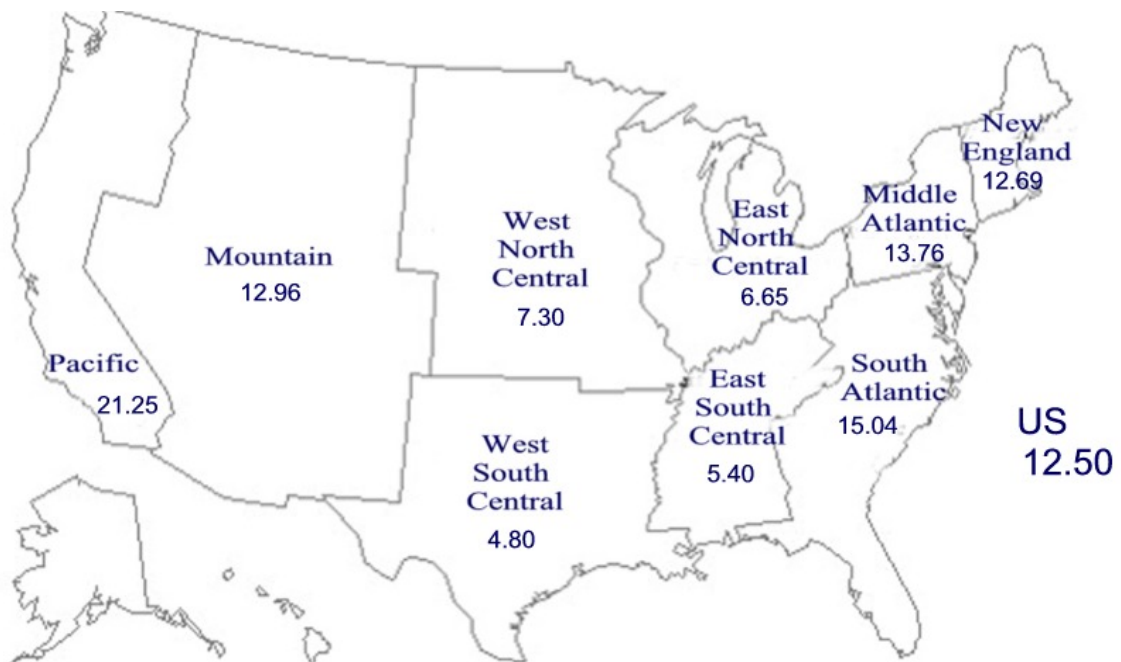 New
England
12.69
Middle
Atlantic
13.76
East
North
Central
6.65
West
North
Central
7.30
Mountain
12.96
Pacific
21.25
South
Atlantic
15.04
East
South
Central
5.40
West
South
Central
4.80
US
12.50